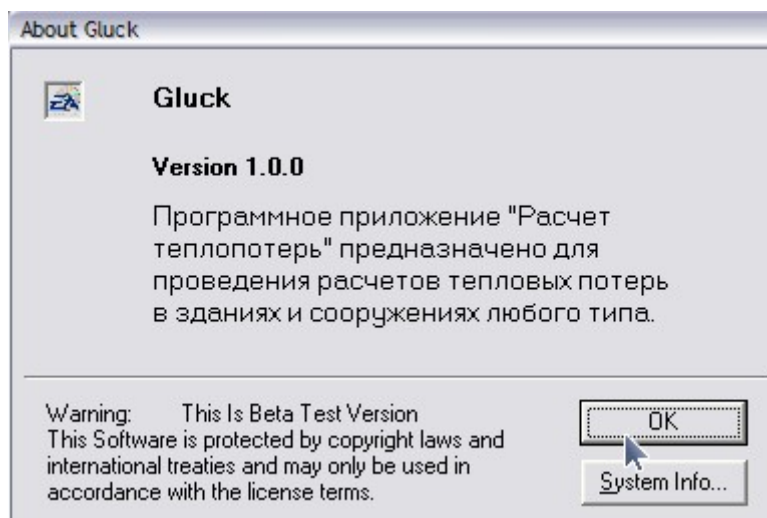 About Gluck
Gluck
Version 1.0.0
Программное приложение "Расчет
теплопотерь" предназначено для
проведения расчетов тепловых потерь
в зданиях и сооружениях любого типа.
Warning: This Is Beta Test Version
This Software is protected by copyright laws and
international treaties and may only be used in
accordance with the license terms.
OK
System Info...